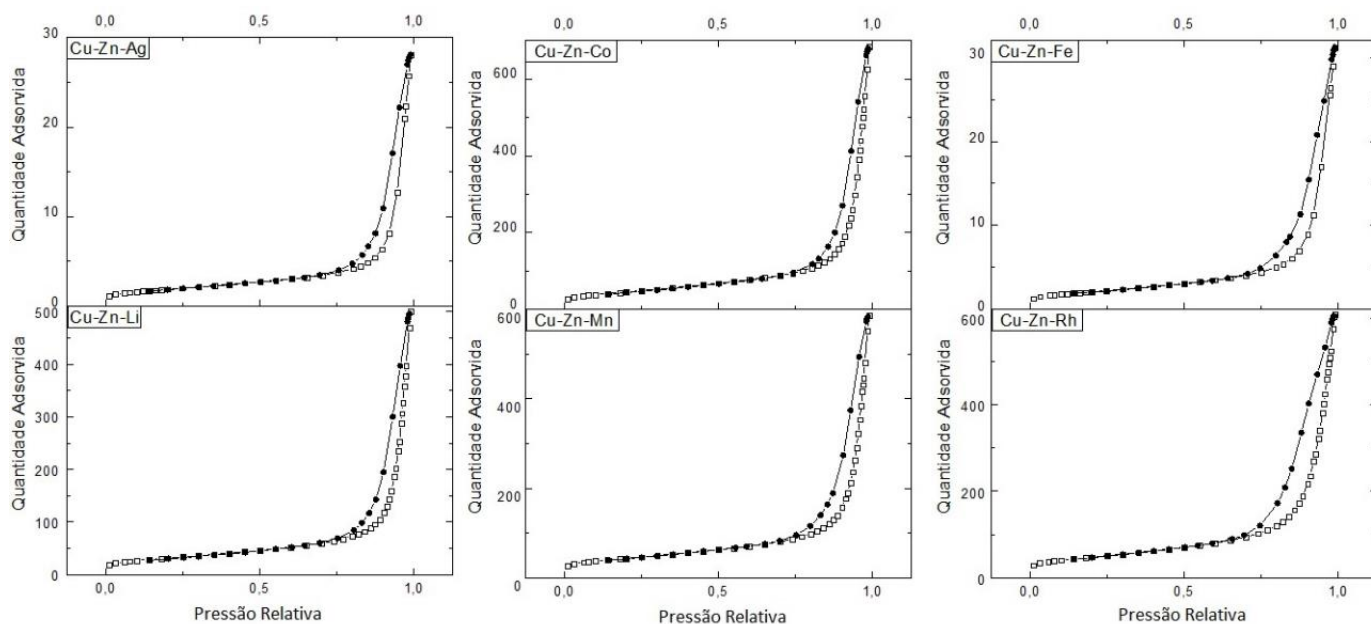 0,0 0,5 1,0 0,0 0,5 1,0 0,0 0,5 1,0
Cu-Zn-Ag
Quantidade Adsorvida
30
20
10
0
Cu-Zn-Co
Quantidade Adsorvida
600
400
200
0
Cu-Zn-Fe
Quantidade Adsorvida
30
20
10
0
Cu-Zn-Li
Quantidade Adsorvida
500
400
300
200
100
0
Cu-Zn-Mn
Quantidade Adsorvida
600
400
200
0
Cu-Zn-Rh
Quantidade Adsorvida
600
400
200
0
0,0 0,5 1,0 0,0 0,5 1,0 0,0 0,5 1,0
Pressão Relativa Pressão Relativa Pressão Relativa